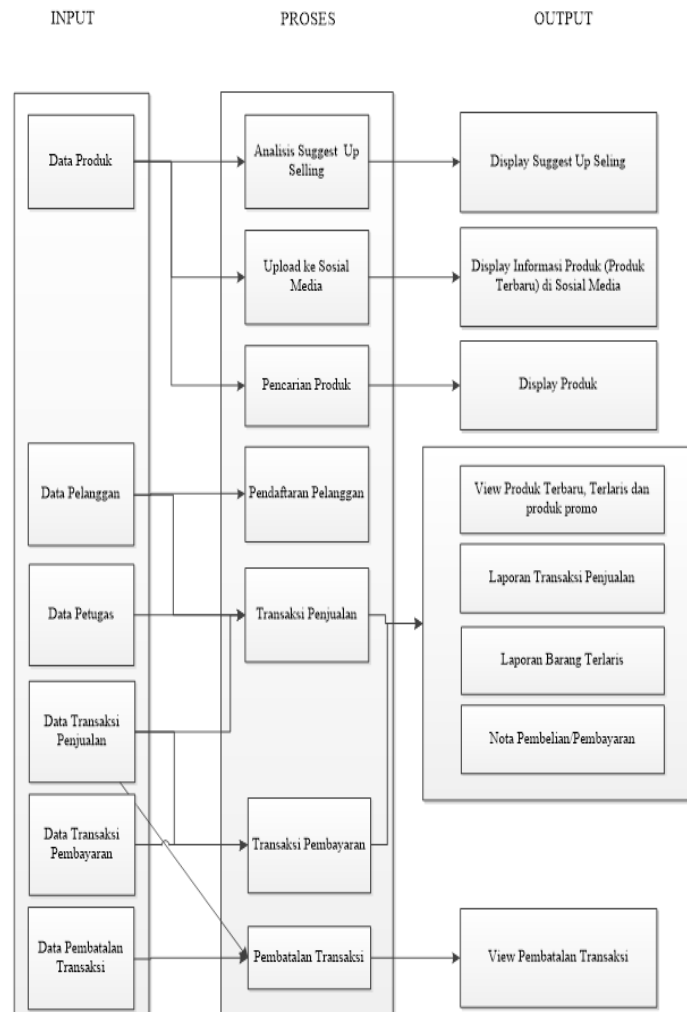 INPUT
PROSES
OUTPUT
Data Produk
Analisis Suggest Up
Selling
Display Suggest Up Seling
Upload ke Sosial
Media
Display Informasi Produk (Produk
Terbaru) di Sosial Media
Pencarian Produk
Display Produk
Data Pelanggan
Pendaftaran Pelanggan
View Produk Terbaru, Terlaris dan
produk promo
Data Petugas
Transaksi Penjualan
Laporan Transaksi Penjualan
Laporan Barang Terlaris
Data Transaksi
Penjualan
Nota Pembelian/Pembayaran
Data Transaksi
Pembayaran
Transaksi Pembayaran
Data Pembatalan
Transaksi
Pembatalan Transaksi
View Pembatalan Transaksi